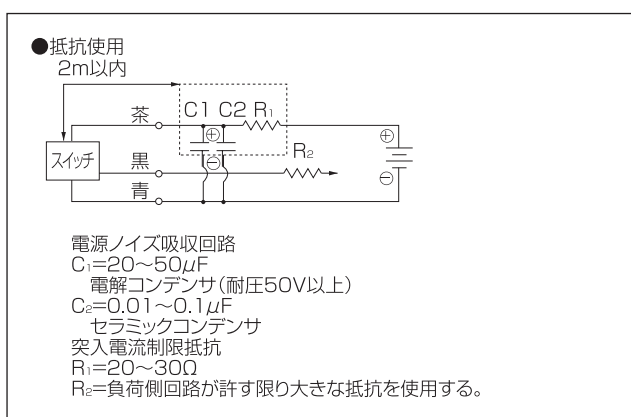 ●抵抗使用
2m以内
茶
C1 C2 R₁
⊕
⊕
スイッチ
黒
⊖
R₂
⊖
青
電源ノイズ吸収回路
C₁=20～50μF
電解コンデンサ（耐圧50V以上）
C₂=0.01～0.1μF
セラミックコンデンサ
突入電流制限抵抗
R₁=20～30Ω
R₂=負荷側回路が許す限り大きな抵抗を使用する。